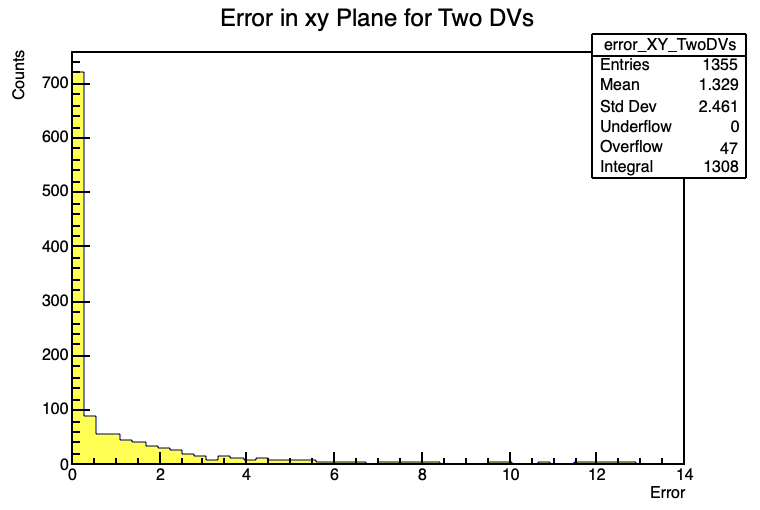 Error in xy Plane for Two DVs
error_XY_TwoDVs
Entries 1355
Mean 1.329
Std Dev 2.461
Underflow 0
Overflow 47
Integral 1308
Counts
700
600
500
400
300
200
100
0
0 2 4 6 8 10 12 14
Error